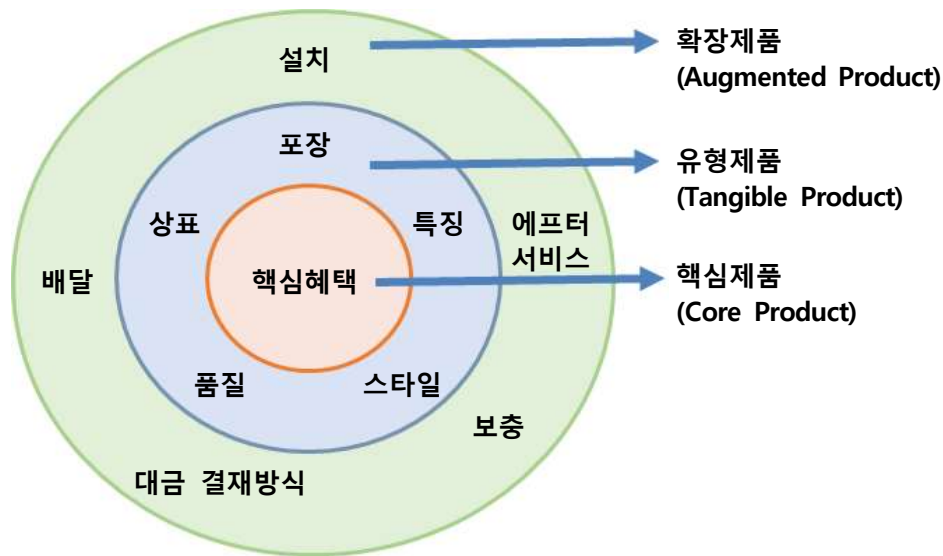 설치
확장제품
(Augmented Product)
포장
유형제품
(Tangible Product)
상표
특징
에프터
서비스
배달
핵심혜택
핵심제품
(Core Product)
품질
스타일
보충
대금 결재방식